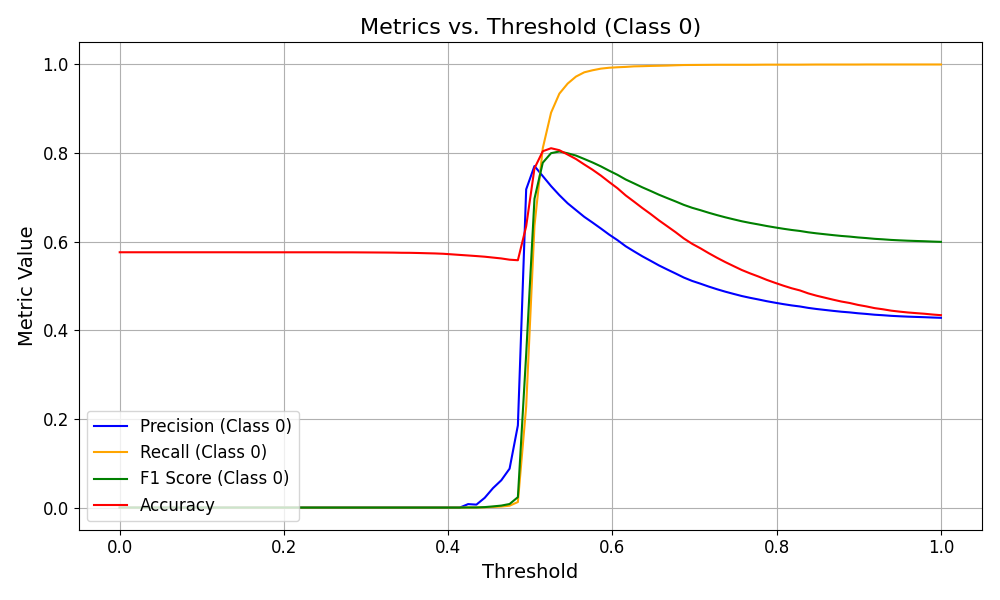 Metrics vs. Threshold (Class 0)
Metric Value
1.0
0.8
0.6
0.4
0.2
0.0
Precision (Class 0)
Recall (Class 0)
F1 Score (Class 0)
Accuracy
0.0 0.2 0.4 0.6 0.8 1.0
Threshold